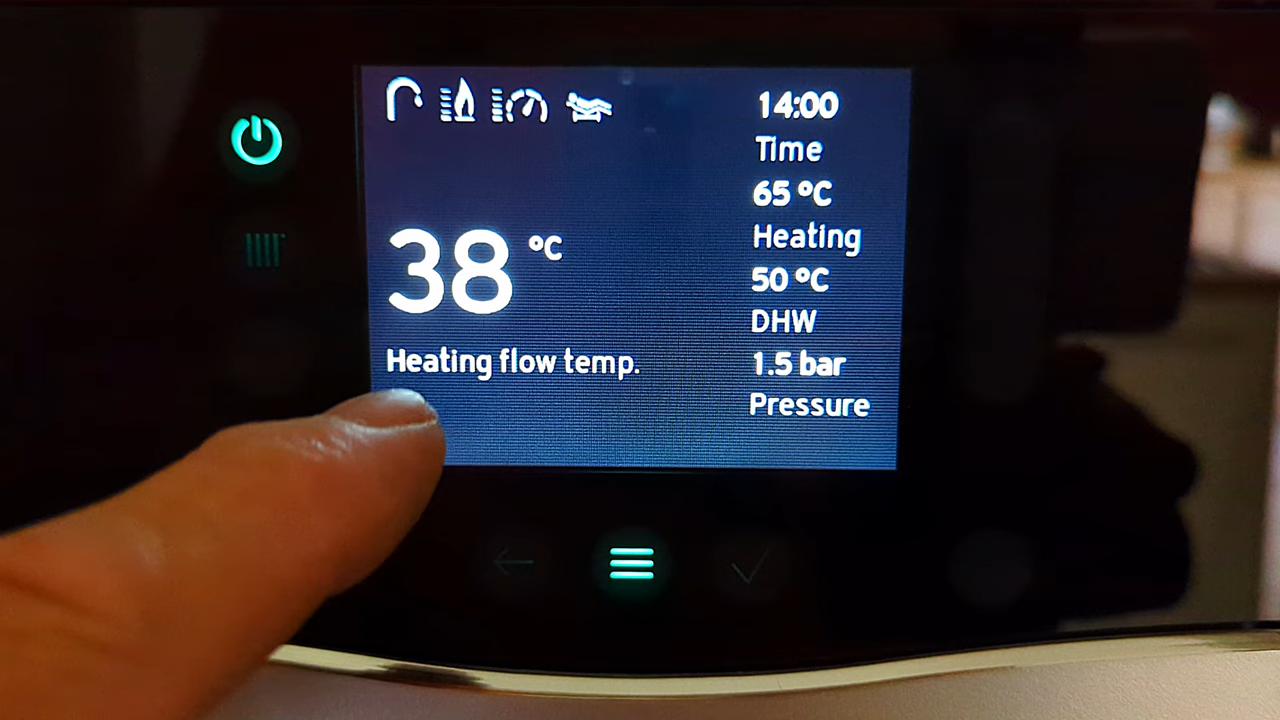 38 °C
Heating flow temp.
14:00
Time
65 °C
Heating
50 °C
DHW
1.5 bar
Pressure